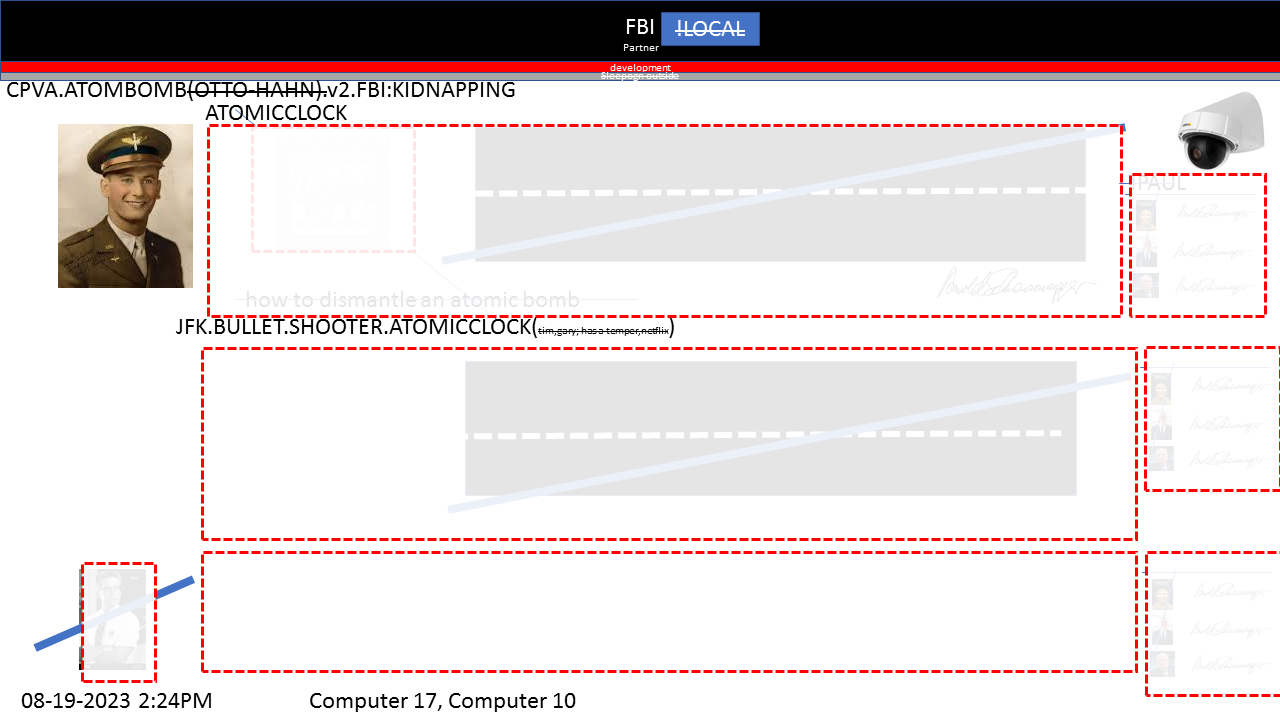 FBI !LOCAL
Partner
development
Sleepogn outside
CPVA.ATOMBOMB(OTTO-HAHN).v2.FBI:KIDNAPPING
ATOMICCLOCK
PAUL
how to dismantle an atomic bomb
JFK.BULLET.SHOOTER.ATOMICCLOCK(tim,gary; has a temper,netflix)
08-19-2023 2:24PM
Computer 17, Computer 10